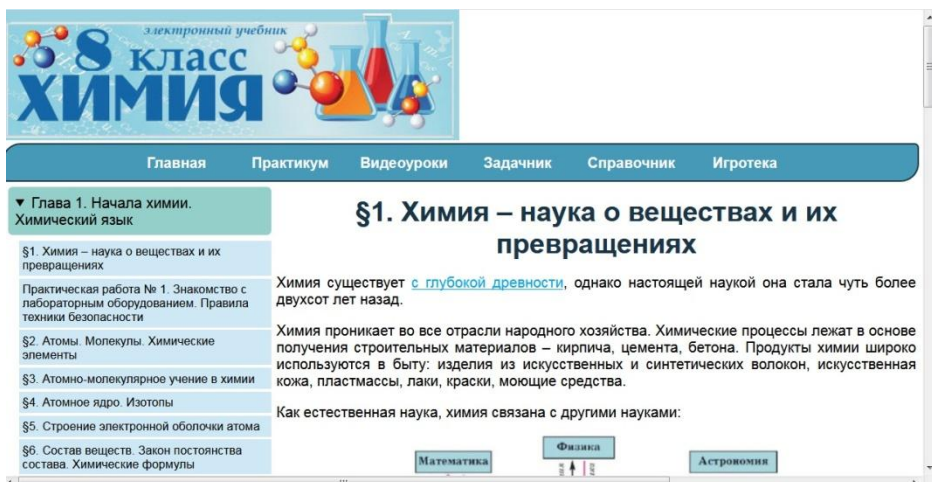 электронный учебник
8 класс
ХИМИЯ
Главная Практикум Видеоуроки Задачник Справочник Игротека
▼ Глава 1. Начала химии.
Химический язык
§1. Химия – наука о веществах и их
превращениях
Практическая работа № 1. Знакомство с
лабораторным оборудованием. Правила
техники безопасности
§2. Атомы. Молекулы. Химические
элементы
§3. Атомно-молекулярное учение в химии
§4. Атомное ядро. Изотопы
§5. Строение электронной оболочки атома
§6. Состав веществ. Закон постоянства
состава. Химические формулы
§1. Химия – наука о веществах и их
превращениях
Химия существует с глубокой древности, однако настоящей наукой она стала чуть более
двухсот лет назад.
Химия проникает во все отрасли народного хозяйства. Химические процессы лежат в основе
получения строительных материалов – кирпича, цемента, бетона. Продукты химии широко
используются в быту: изделия из искусственных и синтетических волокон, искусственная
кожа, пластмассы, лаки, краски, моющие средства.
Как естественная наука, химия связана с другими науками:
Физика
Математика
Астрономия